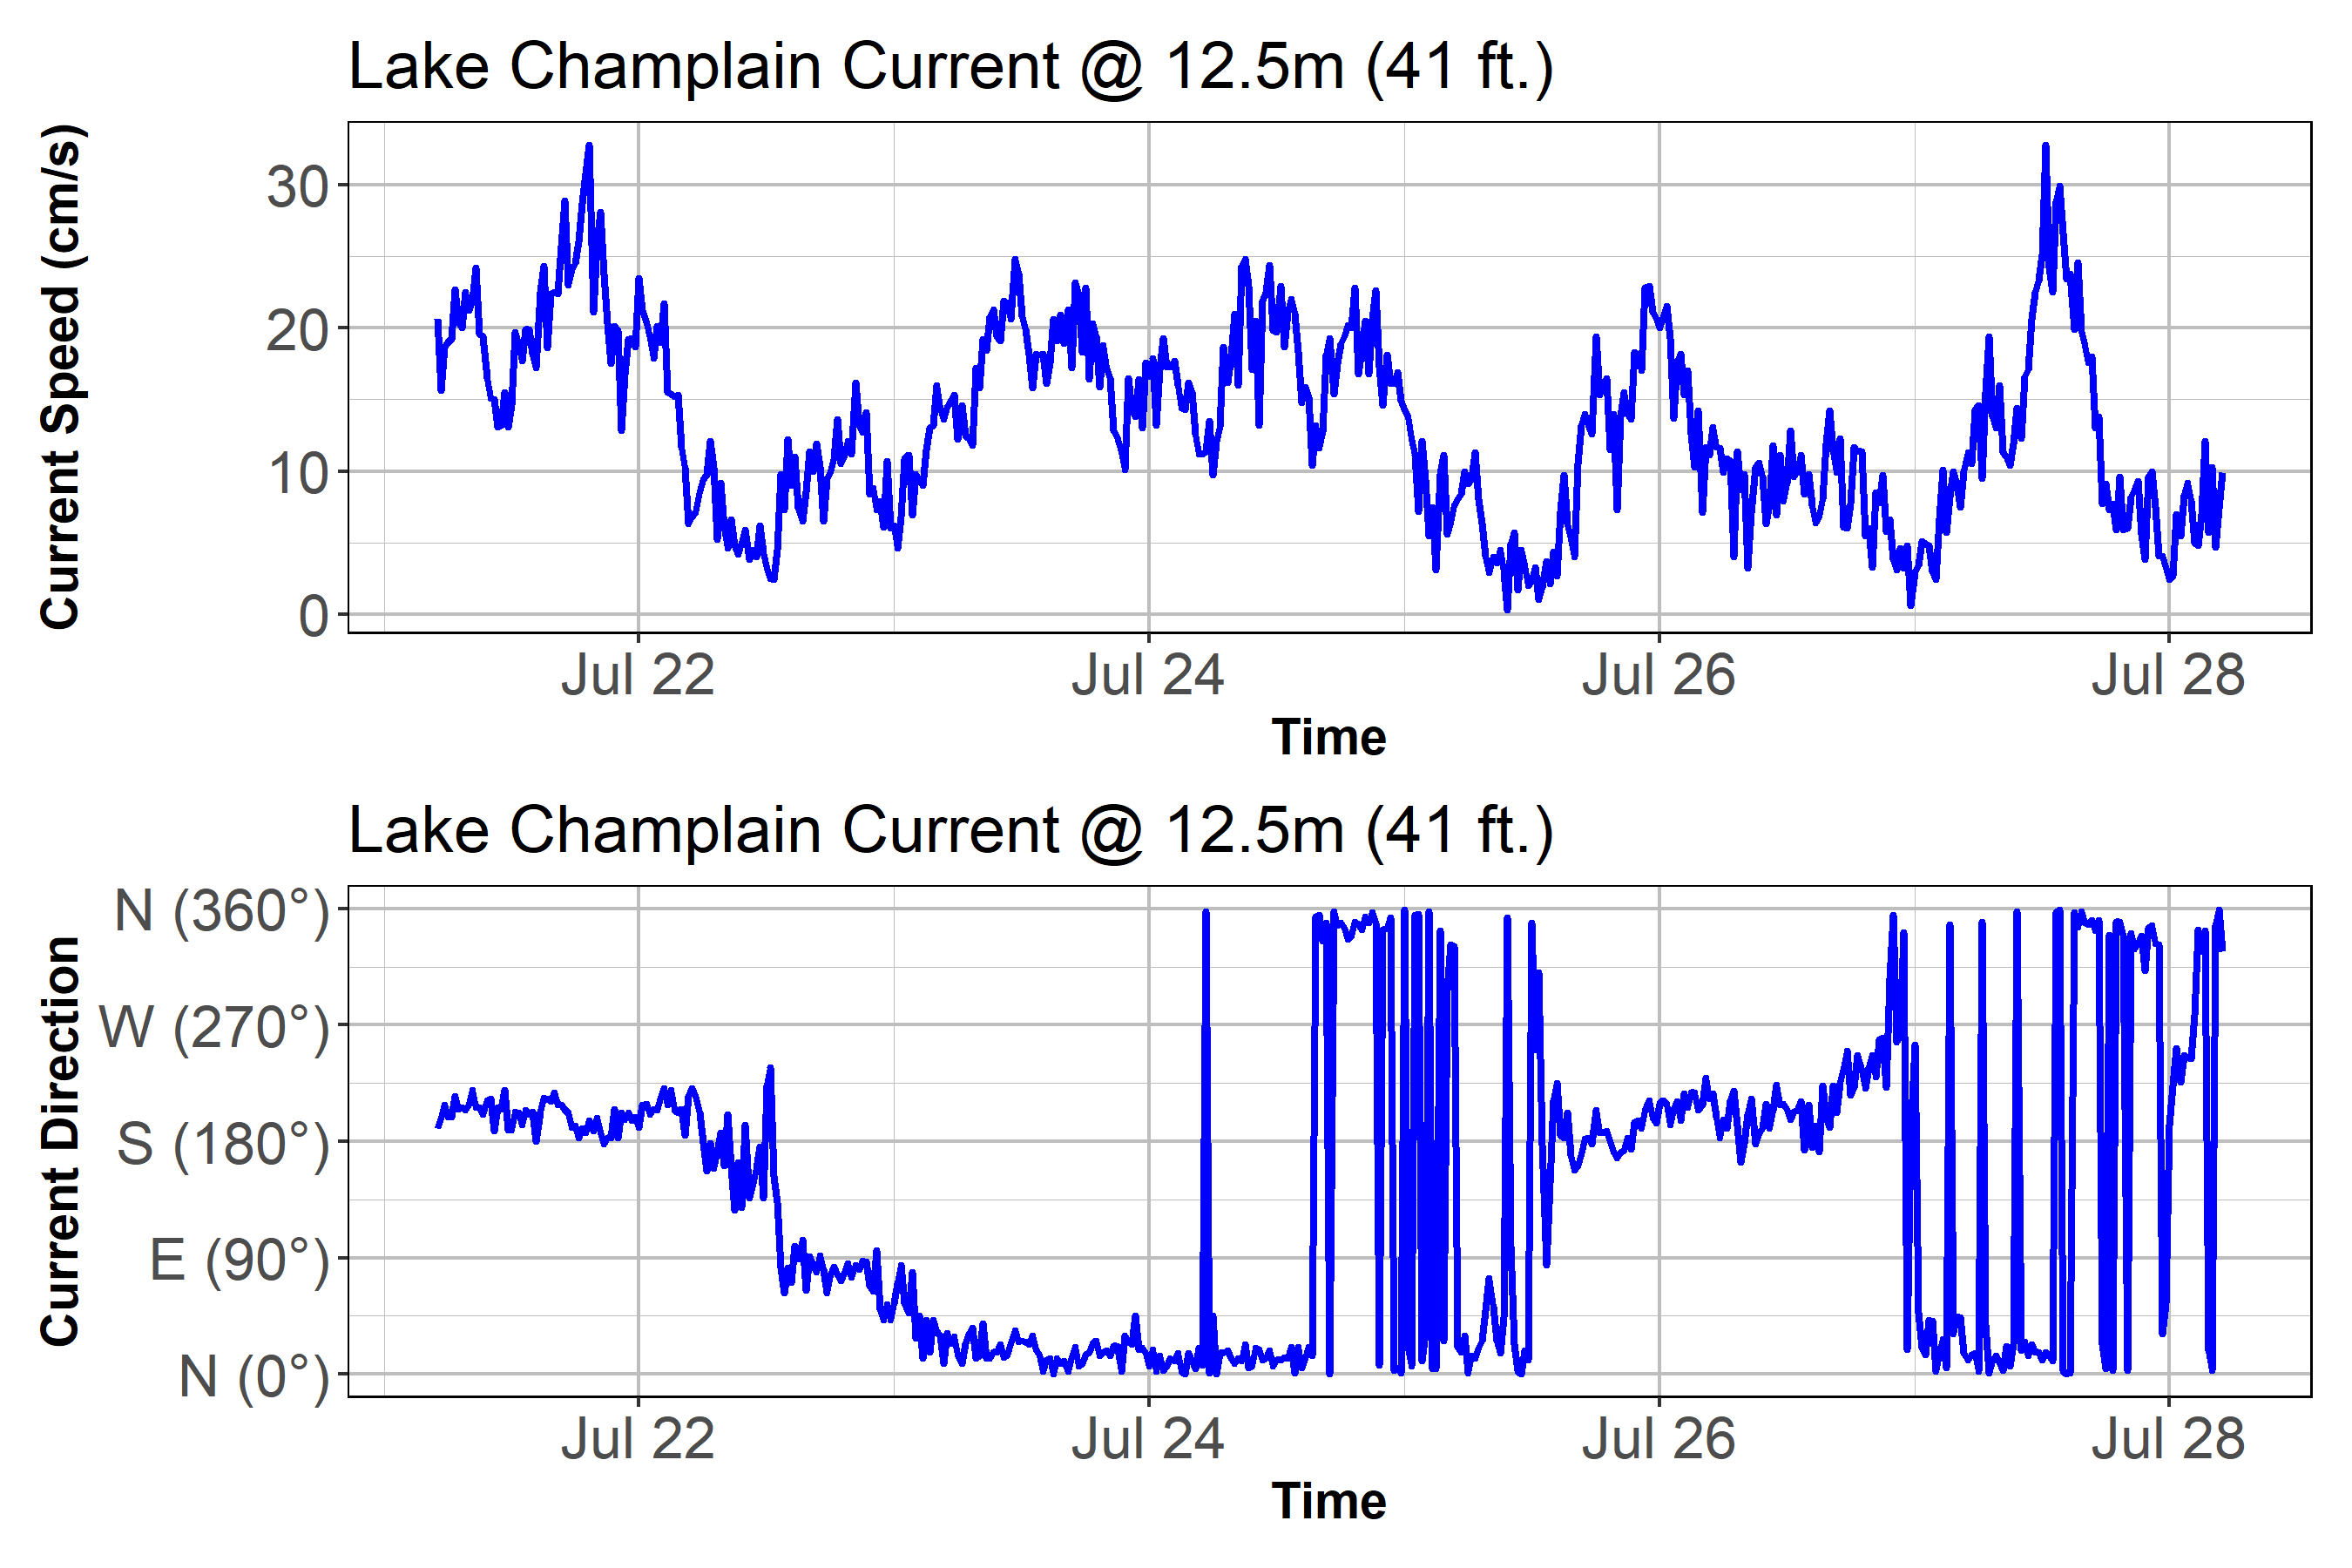 Lake Champlain Current @ 12.5m (41 ft.)
Current Speed (cm/s)
30
20
10
0
Jul 22 Jul 24 Jul 26 Jul 28
Time
Lake Champlain Current @ 12.5m (41 ft.)
Current Direction
N (360°)
W (270°)
S (180°)
E (90°)
N (0°)
Jul 22 Jul 24 Jul 26 Jul 28
Time